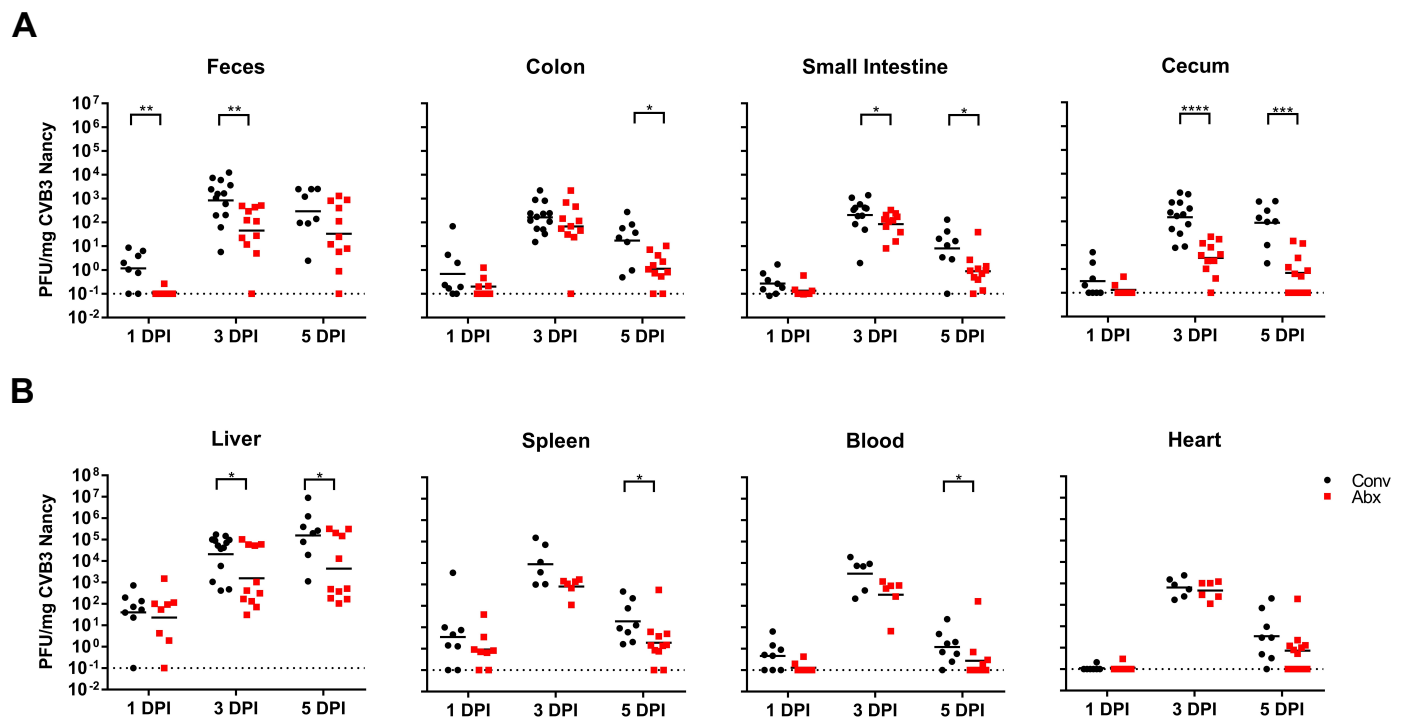 A
Feces
Colon
Small Intestine
Cecum
PFU/mg CVB3 Nancy
10⁷
10⁶
10⁵
10⁴
10³
10²
10¹
10⁰
10⁻¹
10⁻²
**
**
*
*
*
****
***
1 DPI 3 DPI 5 DPI
1 DPI 3 DPI 5 DPI
1 DPI 3 DPI 5 DPI
1 DPI 3 DPI 5 DPI
B
Liver
Spleen
Blood
Heart
PFU/mg CVB3 Nancy
10⁸
10⁷
10⁶
10⁵
10⁴
10³
10²
10¹
10⁰
10⁻¹
10⁻²
*
*
*
*
Conv
Abx
1 DPI 3 DPI 5 DPI
1 DPI 3 DPI 5 DPI
1 DPI 3 DPI 5 DPI
1 DPI 3 DPI 5 DPI